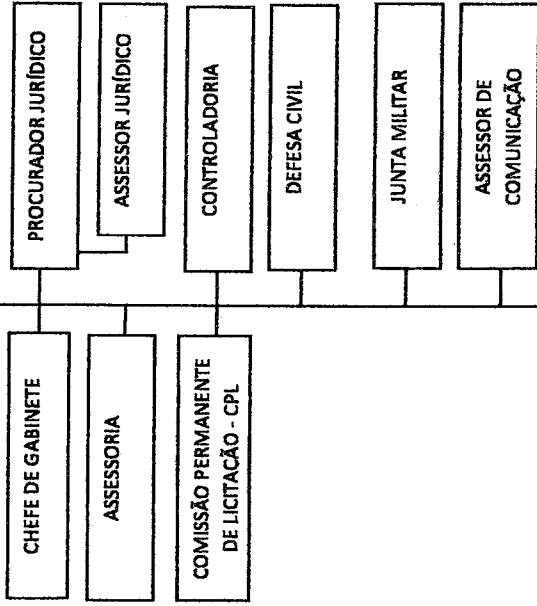 CHEFE DE GABINETE
PROCURADOR JURÍDICO
ASSESSOR JURÍDICO
ASSESSORIA
COMISSÃO PERMANENTE
DE LICITAÇÃO - CPL
CONTROLADORIA
DEFESA CIVIL
JUNTA MILITAR
ASSESSOR DE
COMUNICAÇÃO